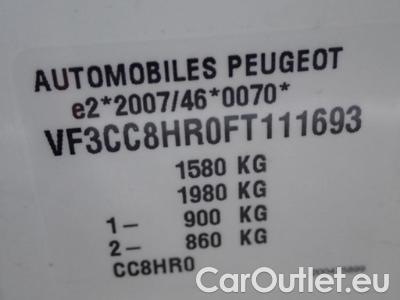 AUTOMOBILES PEUGEOT
e2*2007/46*0070*
VF3CC8HR0FT111693
1580 KG
1980 KG
1– 900 KG
2– 860 KG
CC8HR0
CarOutlet.eu